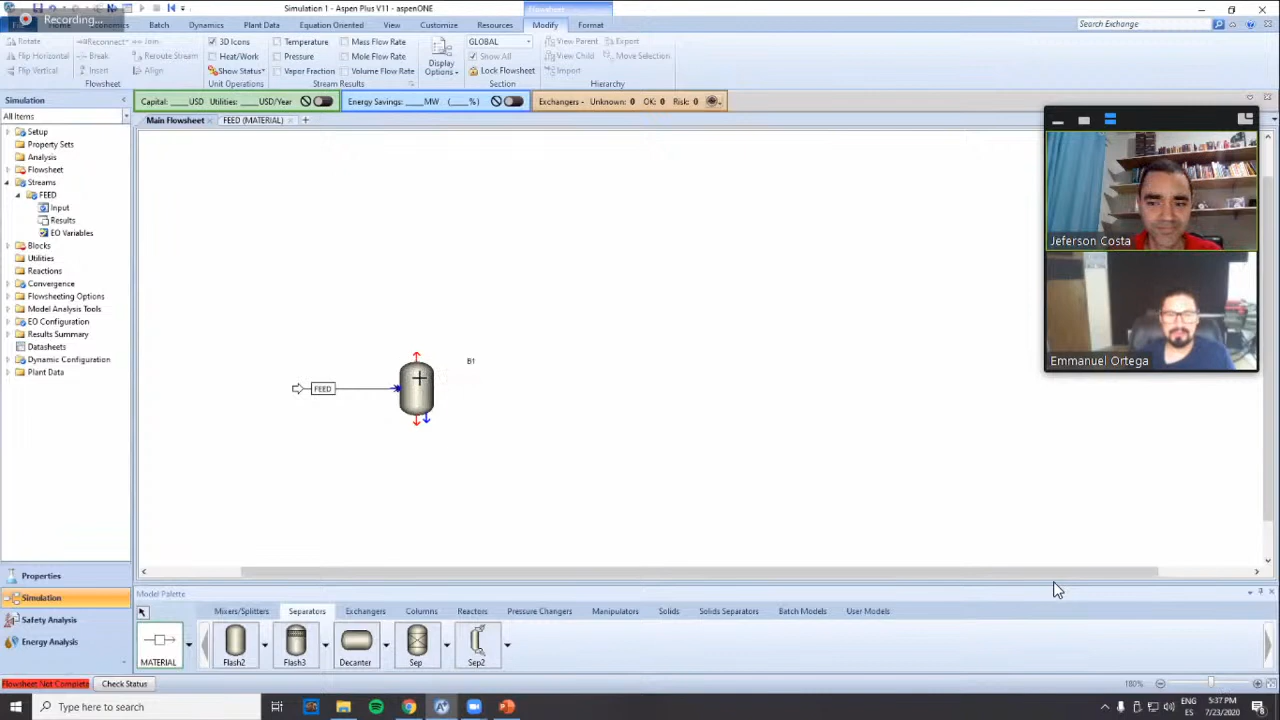 Recording...
Simulation 1 - Aspen Plus V11 - aspenONE
Economics Batch Dynamics Plant Data Equation Oriented View Customize Resources Modify Format
Search Exchange
Rotate Reconnect Join
Flip Horizontal Break Reroute Stream
Flip Vertical Insert Align
Flowsheet
3D Icons
Heat/Work
Show Status
Unit Operations
Temperature Mass Flow Rate
Pressure Mole Flow Rate
Vapor Fraction Volume Flow Rate
Stream Results
Display
Options
GLOBAL
Show All
Lock Flowsheet
Section
View Parent Export
View Child Move Selection
Import
Hierarchy
Simulation
All Items
Capital: ____USD Utilities: ____USD/Year
Energy Savings: ____MW (____%)
Exchangers - Unknown: 0 OK: 0 Risk: 0
Main Flowsheet FEED (MATERIAL) +
Setup
Property Sets
Analysis
Flowsheet
Streams
FEED
Input
Results
EO Variables
Blocks
Utilities
Reactions
Convergence
Flowsheeting Options
Model Analysis Tools
EO Configuration
Results Summary
Datasheets
Dynamic Configuration
Plant Data
Jeferson Costa
Emmanuel Ortega
B1
FEED
Properties
Simulation
Safety Analysis
Energy Analysis
Model Palette
Mixers/Splitters Separators Exchangers Columns Reactors Pressure Changers Manipulators Solids Solids Separators Batch Models User Models
MATERIAL Flash2 Flash3 Decanter Sep Sep2
Flowsheet Not Complete Check Status
180%
Type here to search
ENG
ES
5:37 PM
7/23/2020